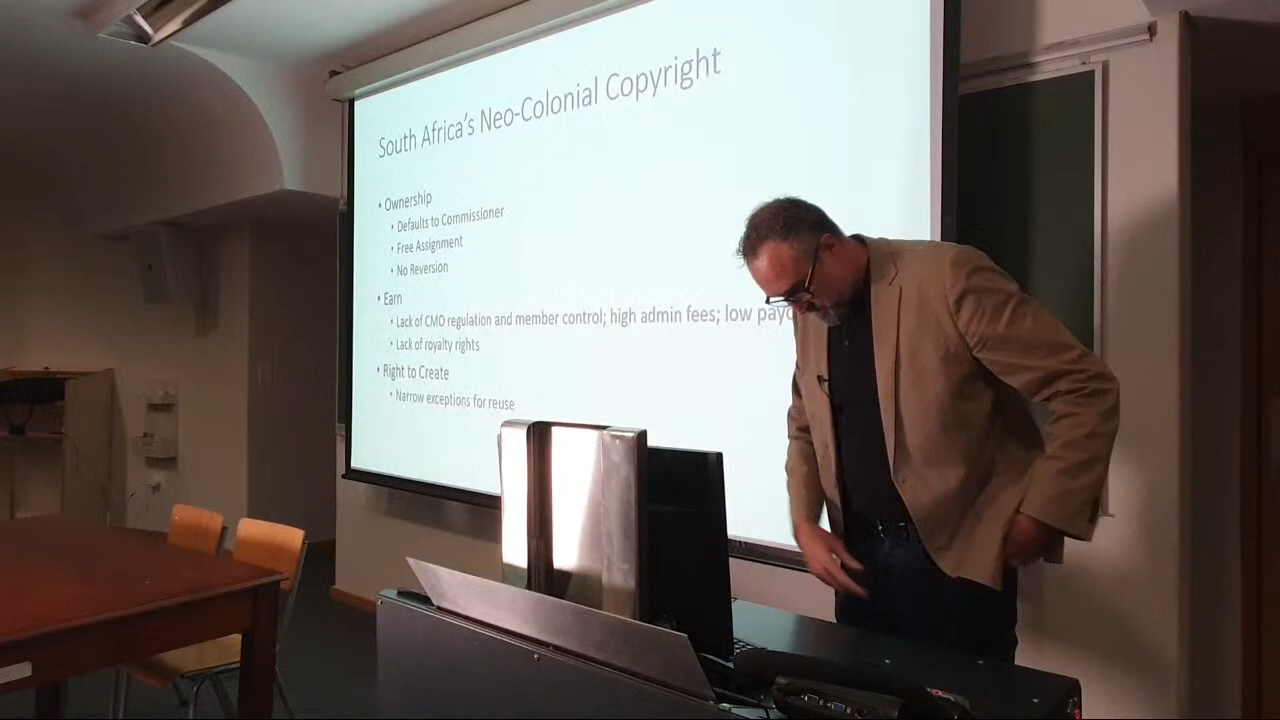 South Africa's Neo-Colonial Copyright
• Ownership
• Defaults to Commissioner
• Free Assignment
• No Reversion
• Earn
• Lack of CMO regulation and member control; high admin fees; low payo
• Lack of royalty rights
• Right to Create
• Narrow exceptions for reuse